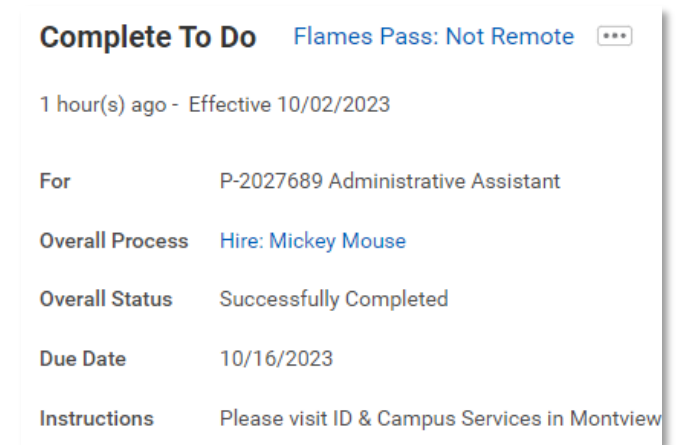 Complete To Do Flames Pass: Not Remote
1 hour(s) ago - Effective 10/02/2023
For P-2027689 Administrative Assistant
Overall Process Hire: Mickey Mouse
Overall Status Successfully Completed
Due Date 10/16/2023
Instructions Please visit ID & Campus Services in Montview